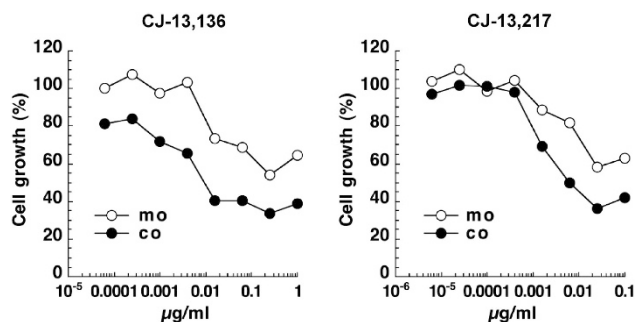 CJ-13,136
Cell growth (%)
120
100
80
60
40
20
0
mo
co
10⁻⁵ 0.0001 0.001 0.01 0.1 1
µg/ml
CJ-13,217
Cell growth (%)
120
100
80
60
40
20
0
mo
co
10⁻⁶ 10⁻⁵ 0.0001 0.001 0.01 0.1
µg/ml